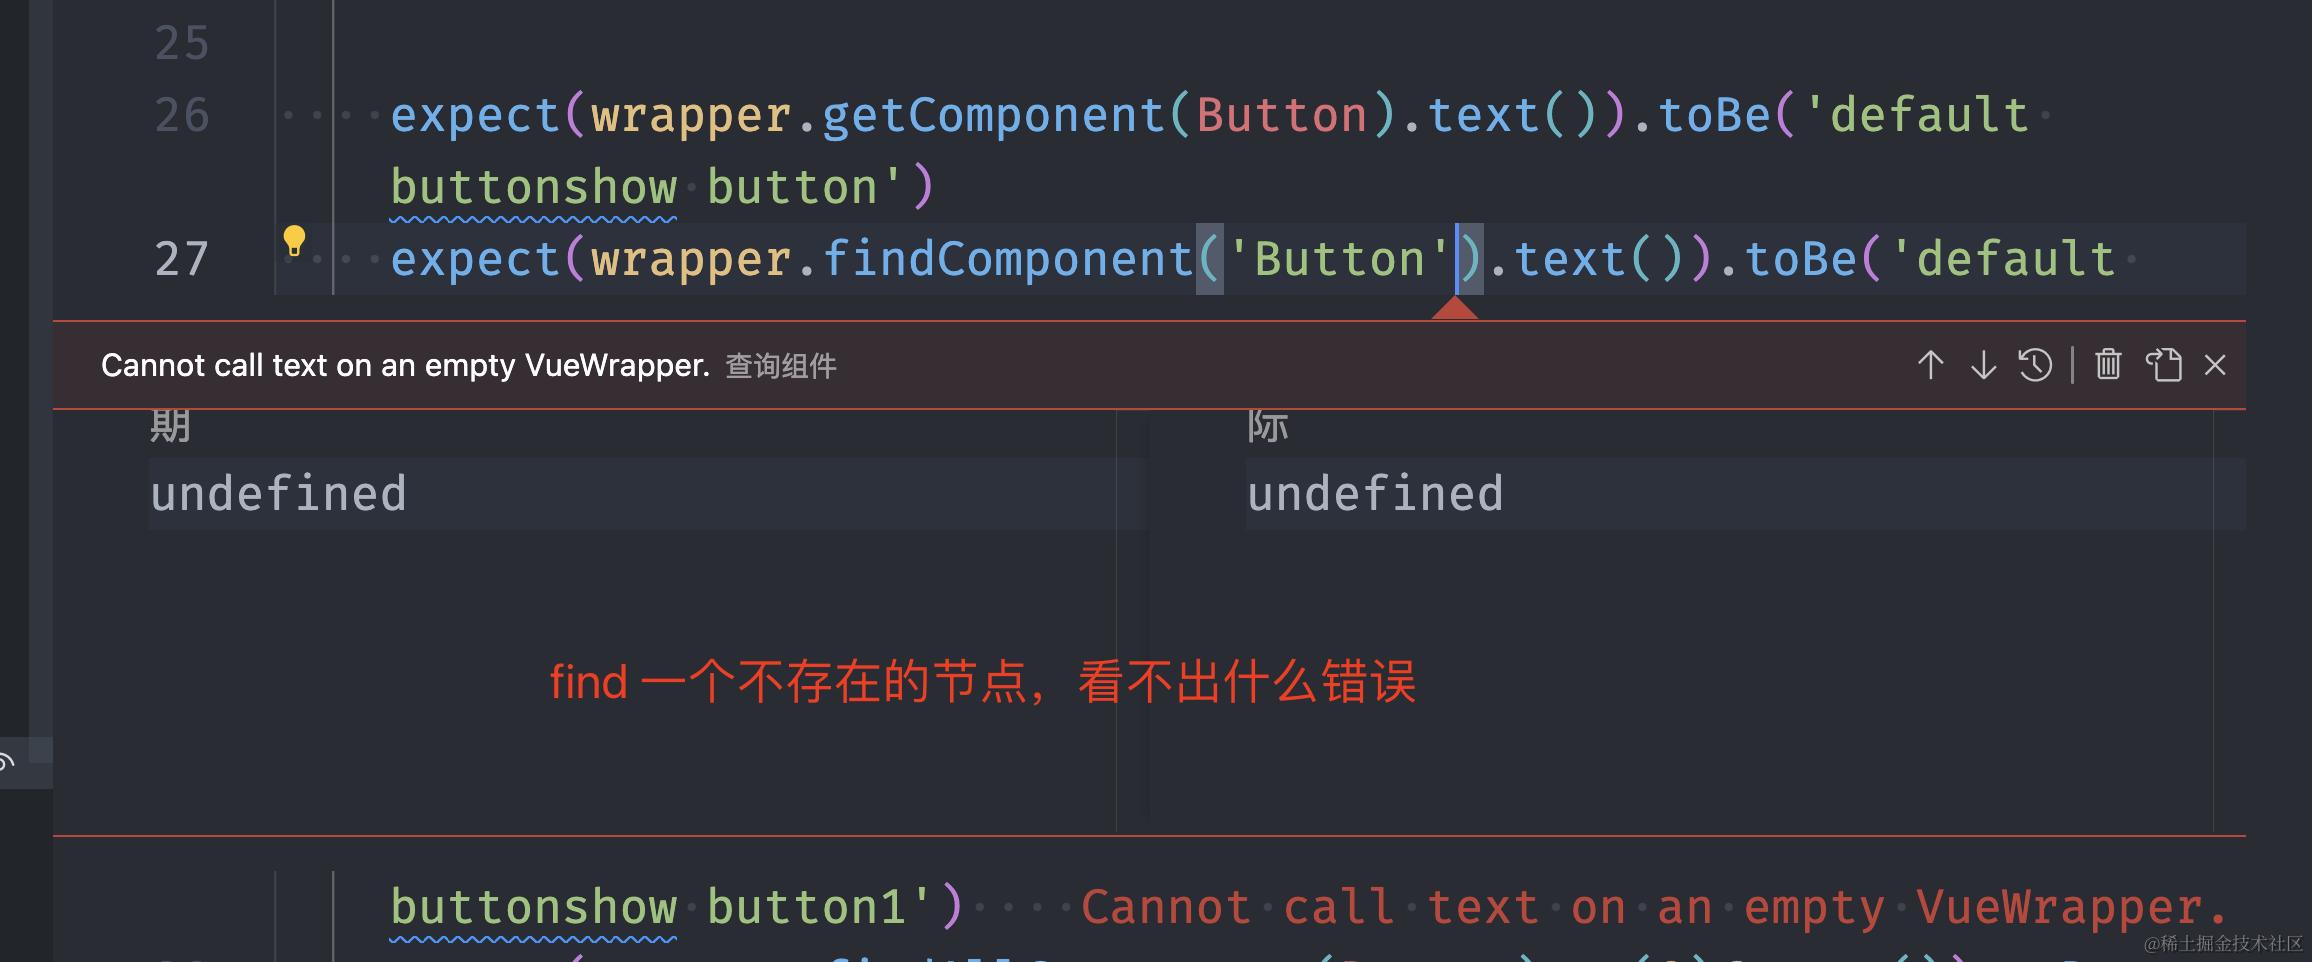 25
26 expect(wrapper.getComponent(Button).text()).toBe('default
buttonshow button')
27 expect(wrapper.findComponent('Button').text()).toBe('default
Cannot call text on an empty VueWrapper. 查询组件
期 际
undefined undefined
find 一个不存在的节点，看不出什么错误
buttonshow button1') Cannot call text on an empty VueWrapper.
@稀土掘金技术社区